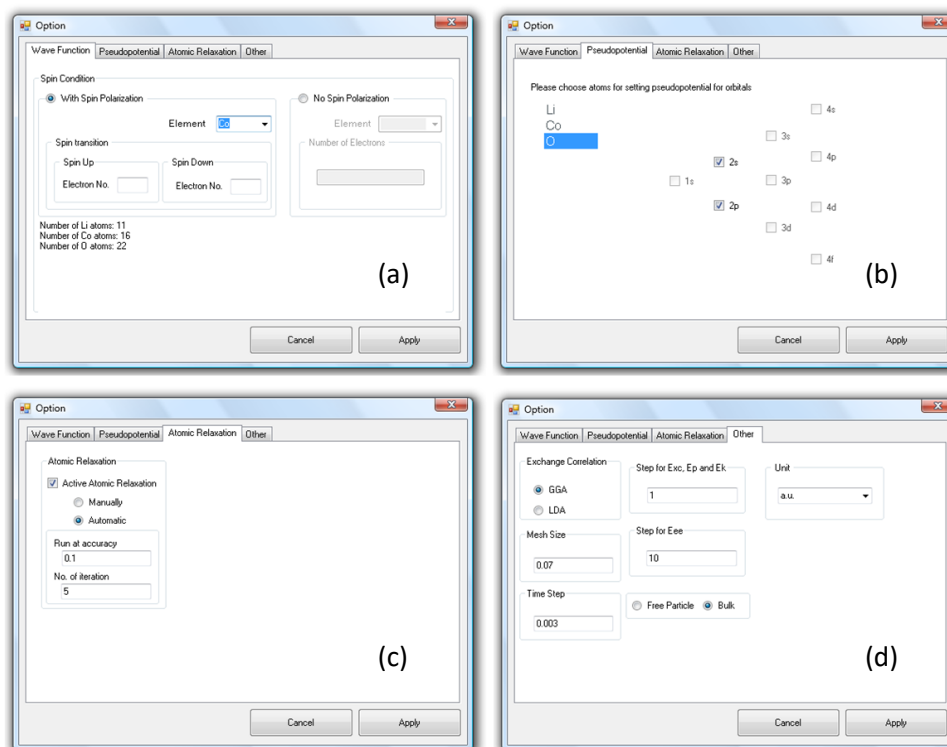 Option
Wave Function Pseudopotential Atomic Relaxation Other
Spin Condition
With Spin Polarization
Element Co
Spin transition
Spin Up
Electron No.
Spin Down
Electron No.
No Spin Polarization
Element
Number of Electrons
Number of Li atoms: 11
Number of Co atoms: 16
Number of O atoms: 22
(a)
Cancel Apply
Option
Wave Function Pseudopotential Atomic Relaxation Other
Please choose atoms for setting pseudopotential for orbitals
Li
Co
O
1s
2s
2p
3s
3p
3d
4s
4p
4d
4f
(b)
Cancel Apply
Option
Wave Function Pseudopotential Atomic Relaxation Other
Atomic Relaxation
Active Atomic Relaxation
Manually
Automatic
Run at accuracy
0.1
No. of iteration
5
(c)
Cancel Apply
Option
Wave Function Pseudopotential Atomic Relaxation Other
Exchange Correlation
GGA
LDA
Mesh Size
0.07
Time Step
0.003
Step for Exc, Ep and Ek
1
Step for Eee
10
Free Particle Bulk
Unit
a.u.
(d)
Cancel Apply